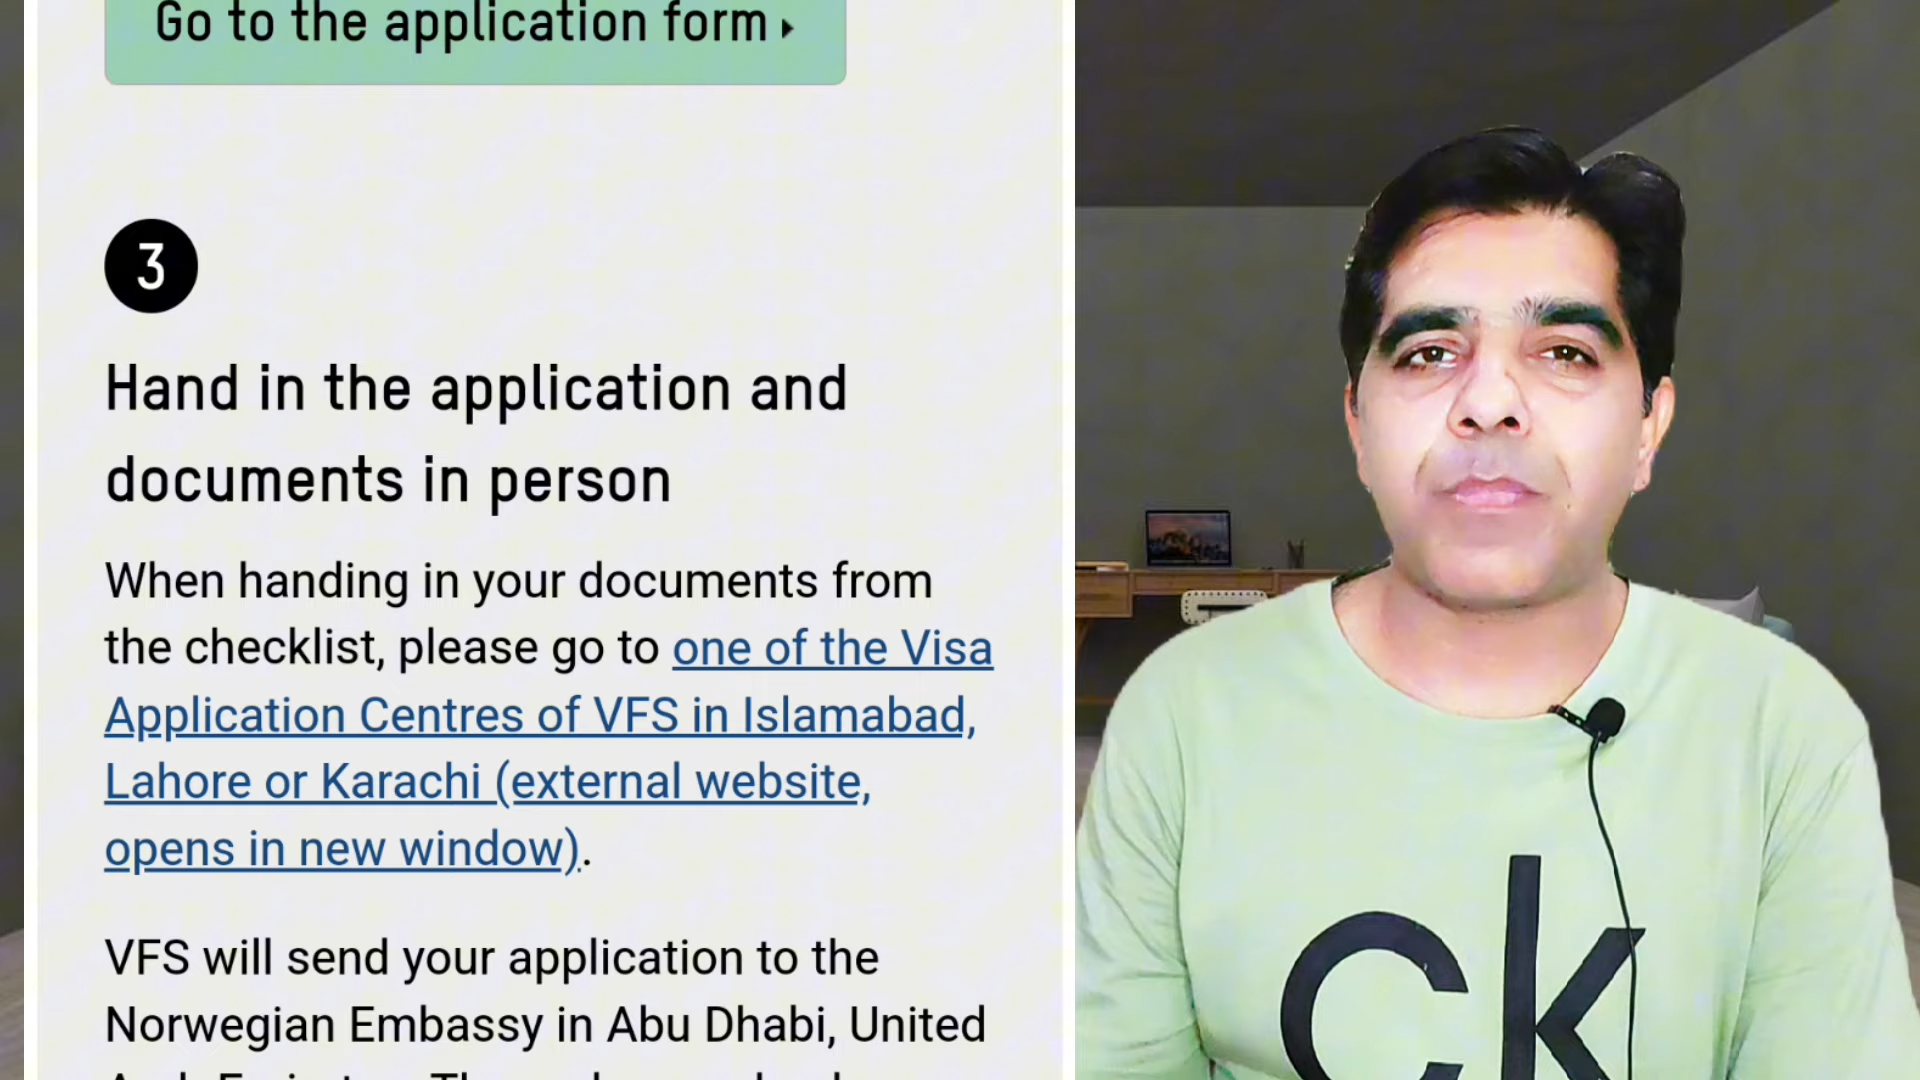 Go to the application form ▸
3
Hand in the application and
documents in person
When handing in your documents from
the checklist, please go to one of the Visa
Application Centres of VFS in Islamabad,
Lahore or Karachi (external website,
opens in new window).
VFS will send your application to the
Norwegian Embassy in Abu Dhabi, United
ck